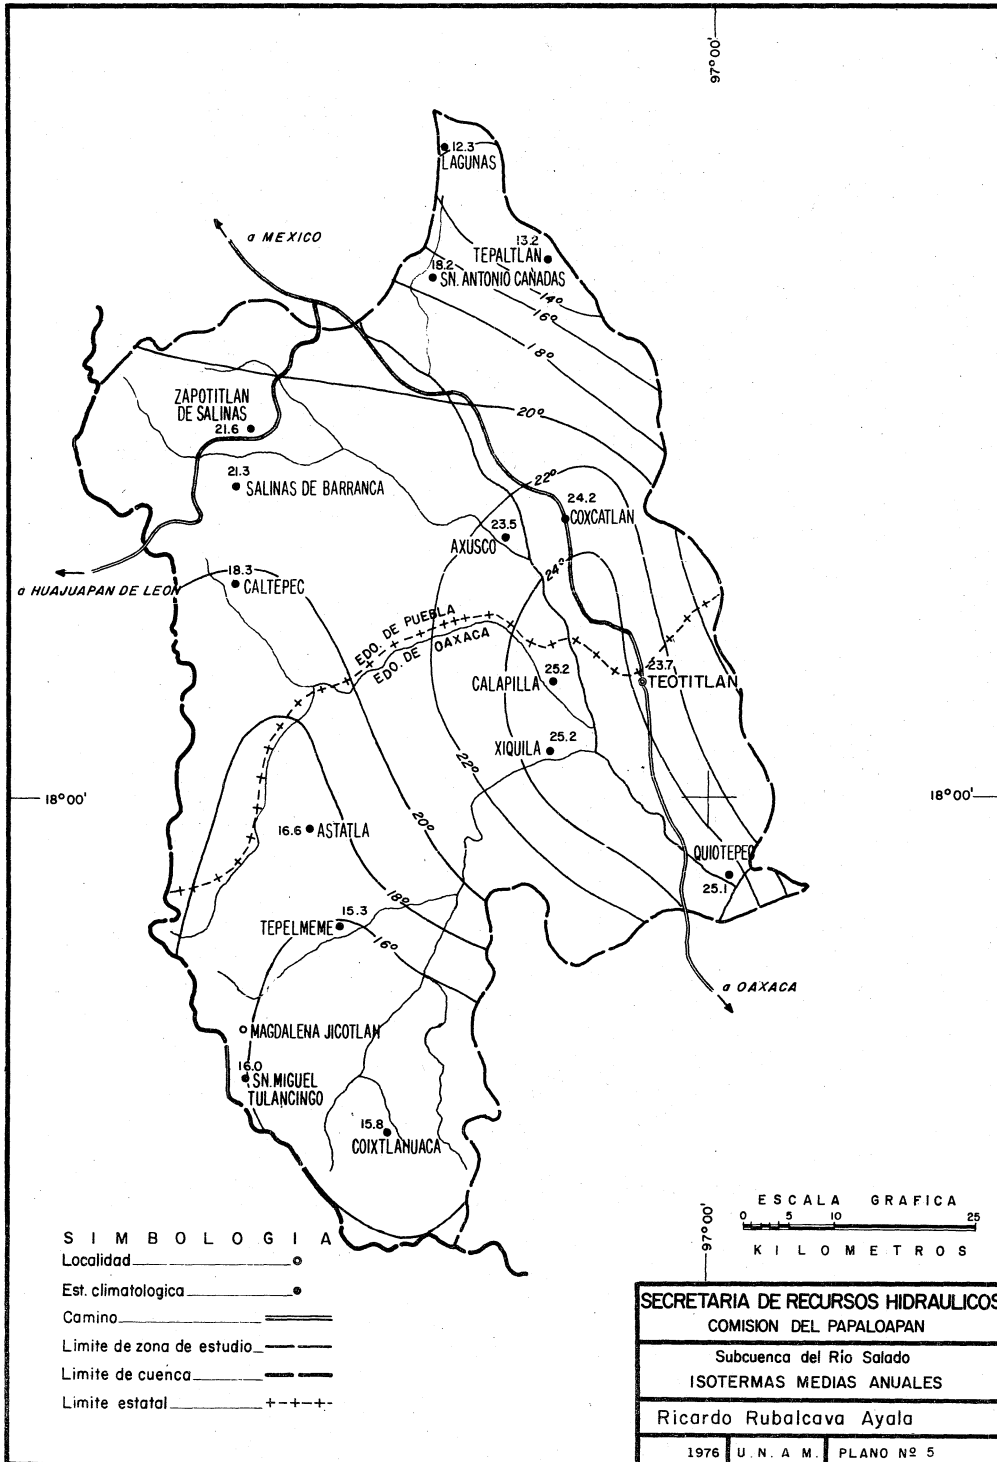 97°00'
12.3
LAGUNAS
a MEXICO
13.2
TEPALTLAN
18.2
SN. ANTONIO CAÑADAS
14°
16°
18°
ZAPOTITLAN
DE SALINAS
21.6
20°
21.3
SALINAS DE BARRANCA
22°
24.2
COXCATLAN
23.5
AXUSCO
a HUAJUAPAN DE LEON
18.3
CALTEPEC
24°
EDO. DE PUEBLA
EDO. DE OAXACA
25.2
CALAPILLA
23.7
TEOTITLAN
XIQUILA
25.2
22°
18°00'
18°00'
20°
16.6
ASTATLA
QUIOTEPEC
25.1
18°
15.3
TEPELMEME
16°
a OAXACA
MAGDALENA JICOTLAN
16.0
SN. MIGUEL
TULANCINGO
15.8
COIXTLAHUACA
97°00'
ESCALA GRAFICA
0 5 10 25
KILOMETROS
SIMBOLOGIA
Localidad
Est. climatologica
Camino
Limite de zona de estudio
Limite de cuenca
Limite estatal
SECRETARIA DE RECURSOS HIDRAULICOS
COMISION DEL PAPALOAPAN
Subcuenca del Río Salado
ISOTERMAS MEDIAS ANUALES
Ricardo Rubalcava Ayala
1976 U.N.A M. PLANO Nº 5